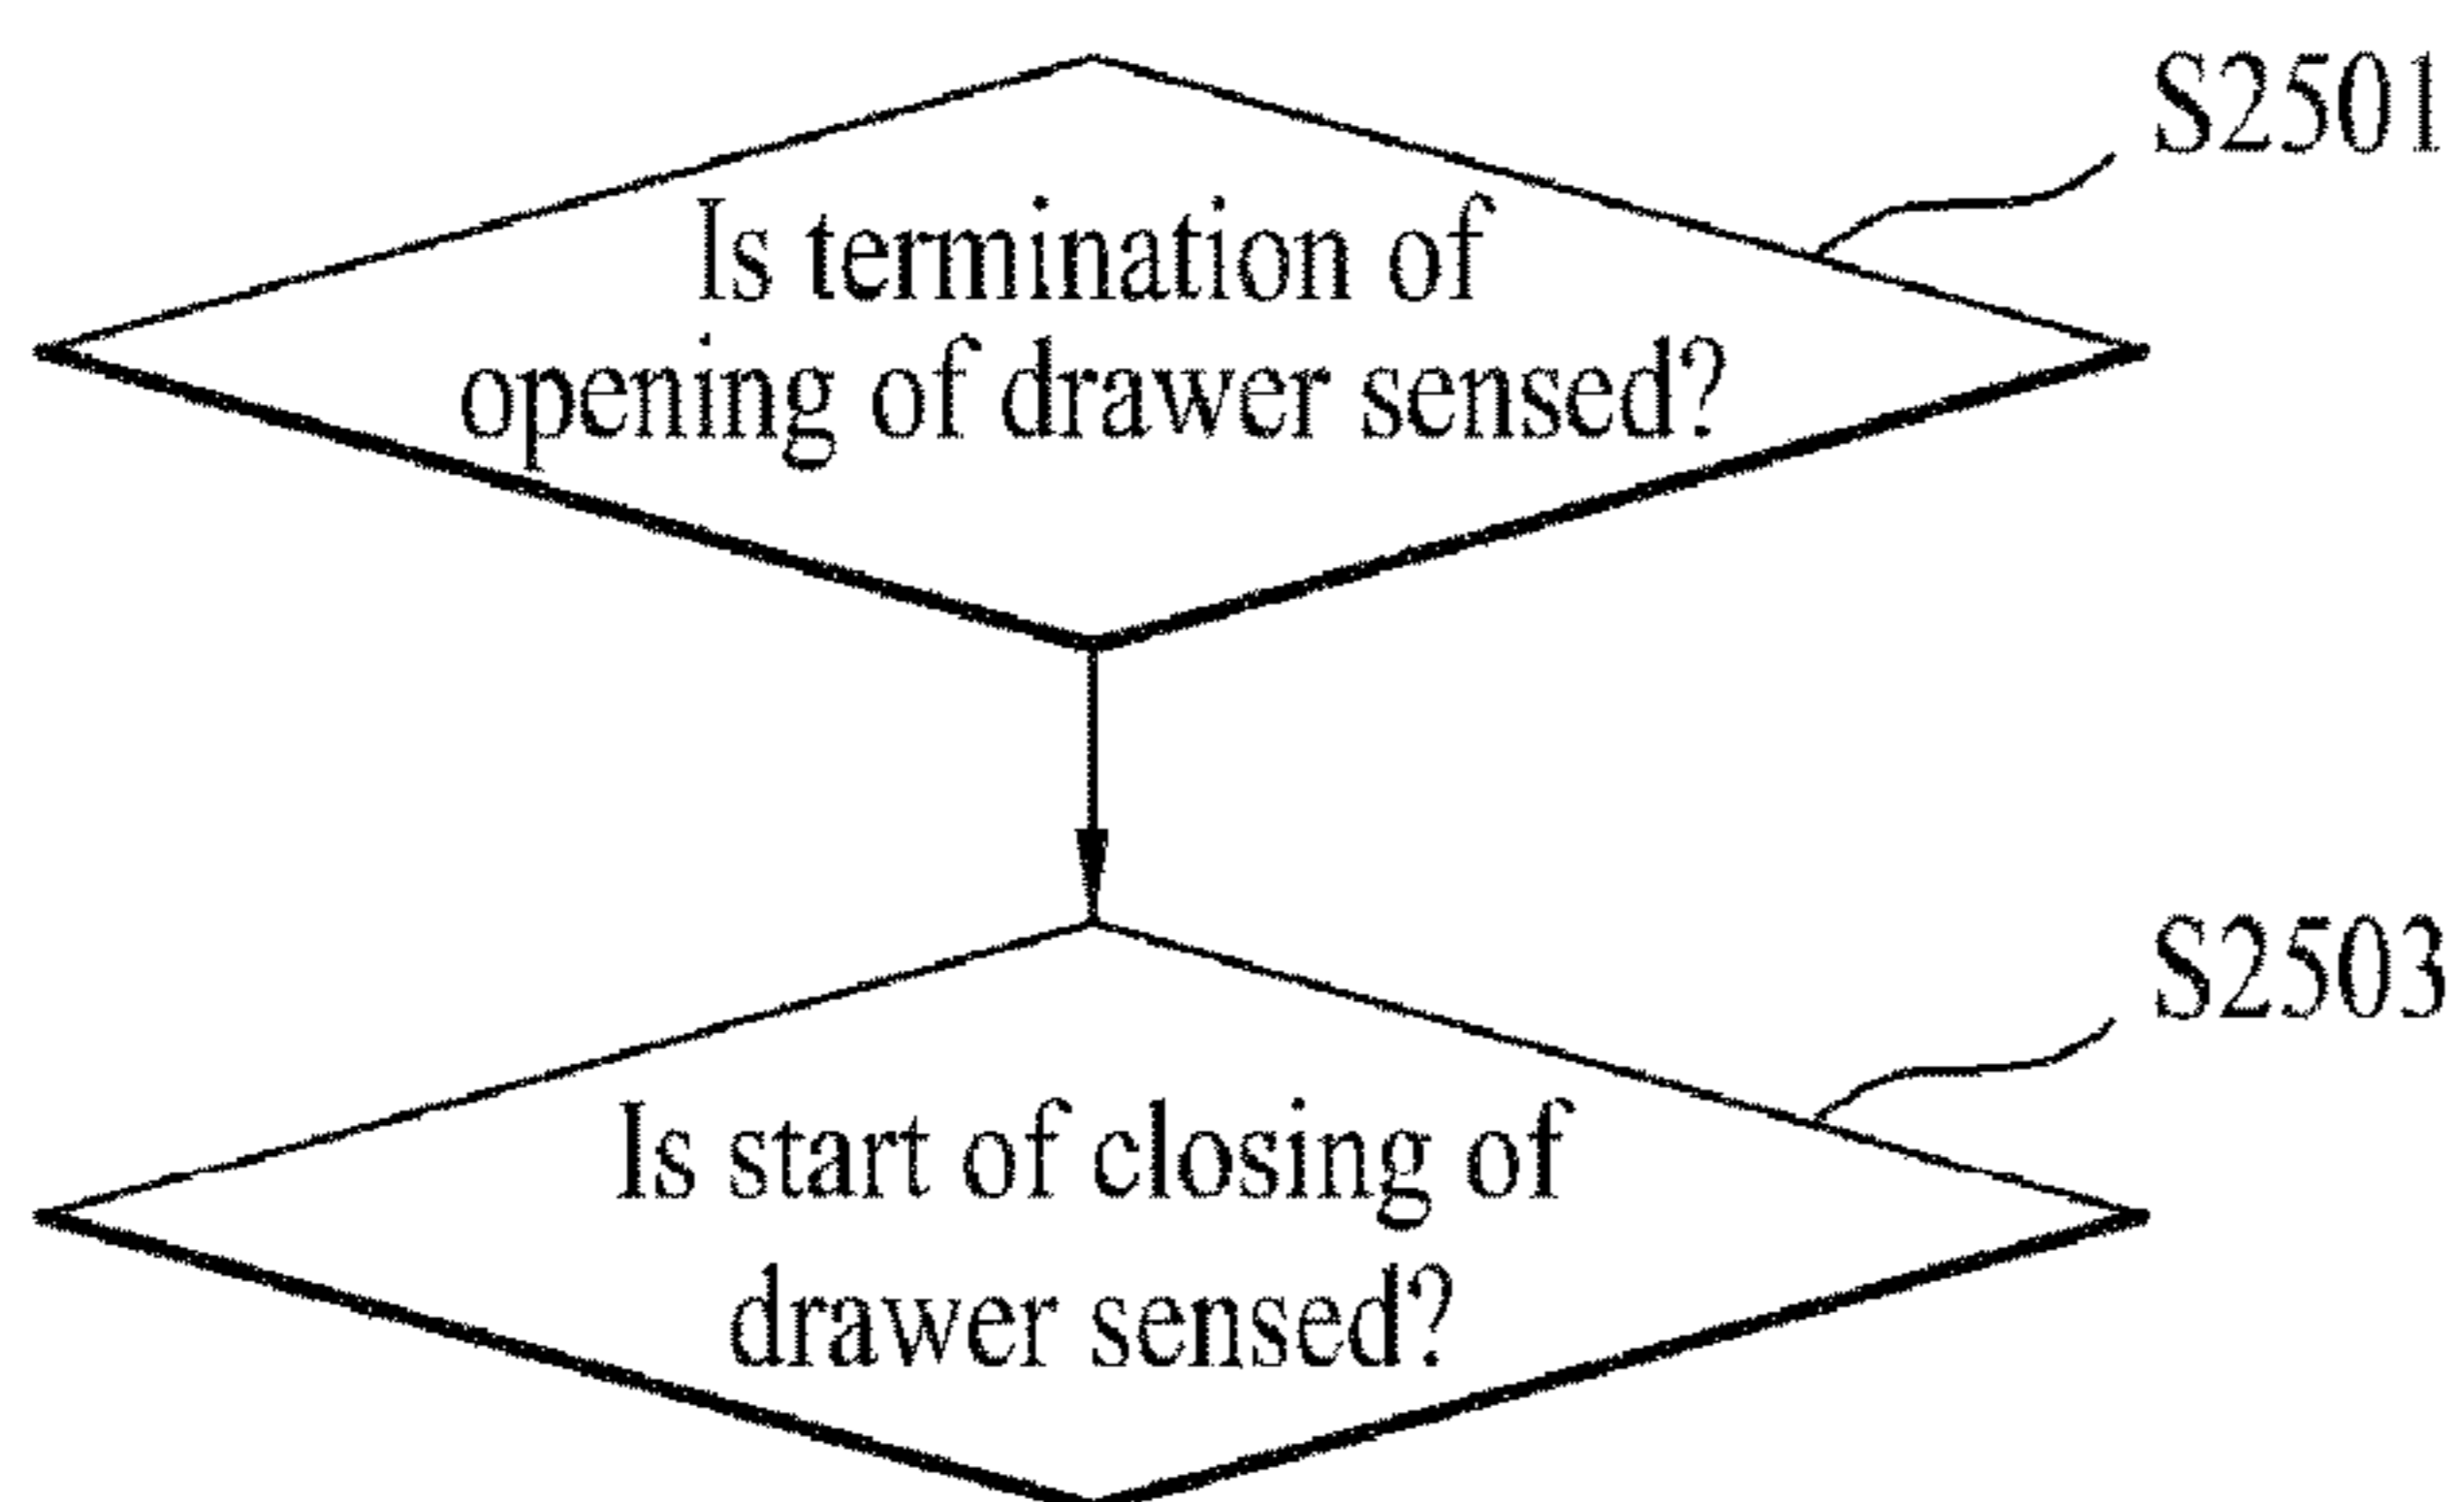 S2501
Is termination of
opening of drawer sensed?
S2503
Is start of closing of
drawer sensed?